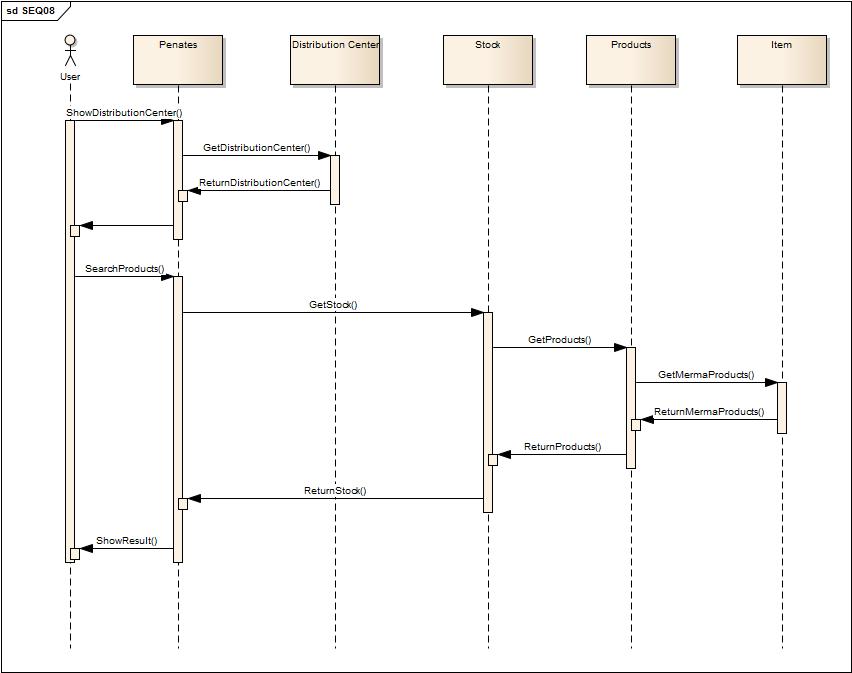 sd SEQ08
User
Penates
Distribution Center
Stock
Products
Item
ShowDistributionCenter()
GetDistributionCenter()
ReturnDistributionCenter()
SearchProducts()
GetStock()
GetProducts()
GetMermaProducts()
ReturnMermaProducts()
ReturnProducts()
ReturnStock()
ShowResult()